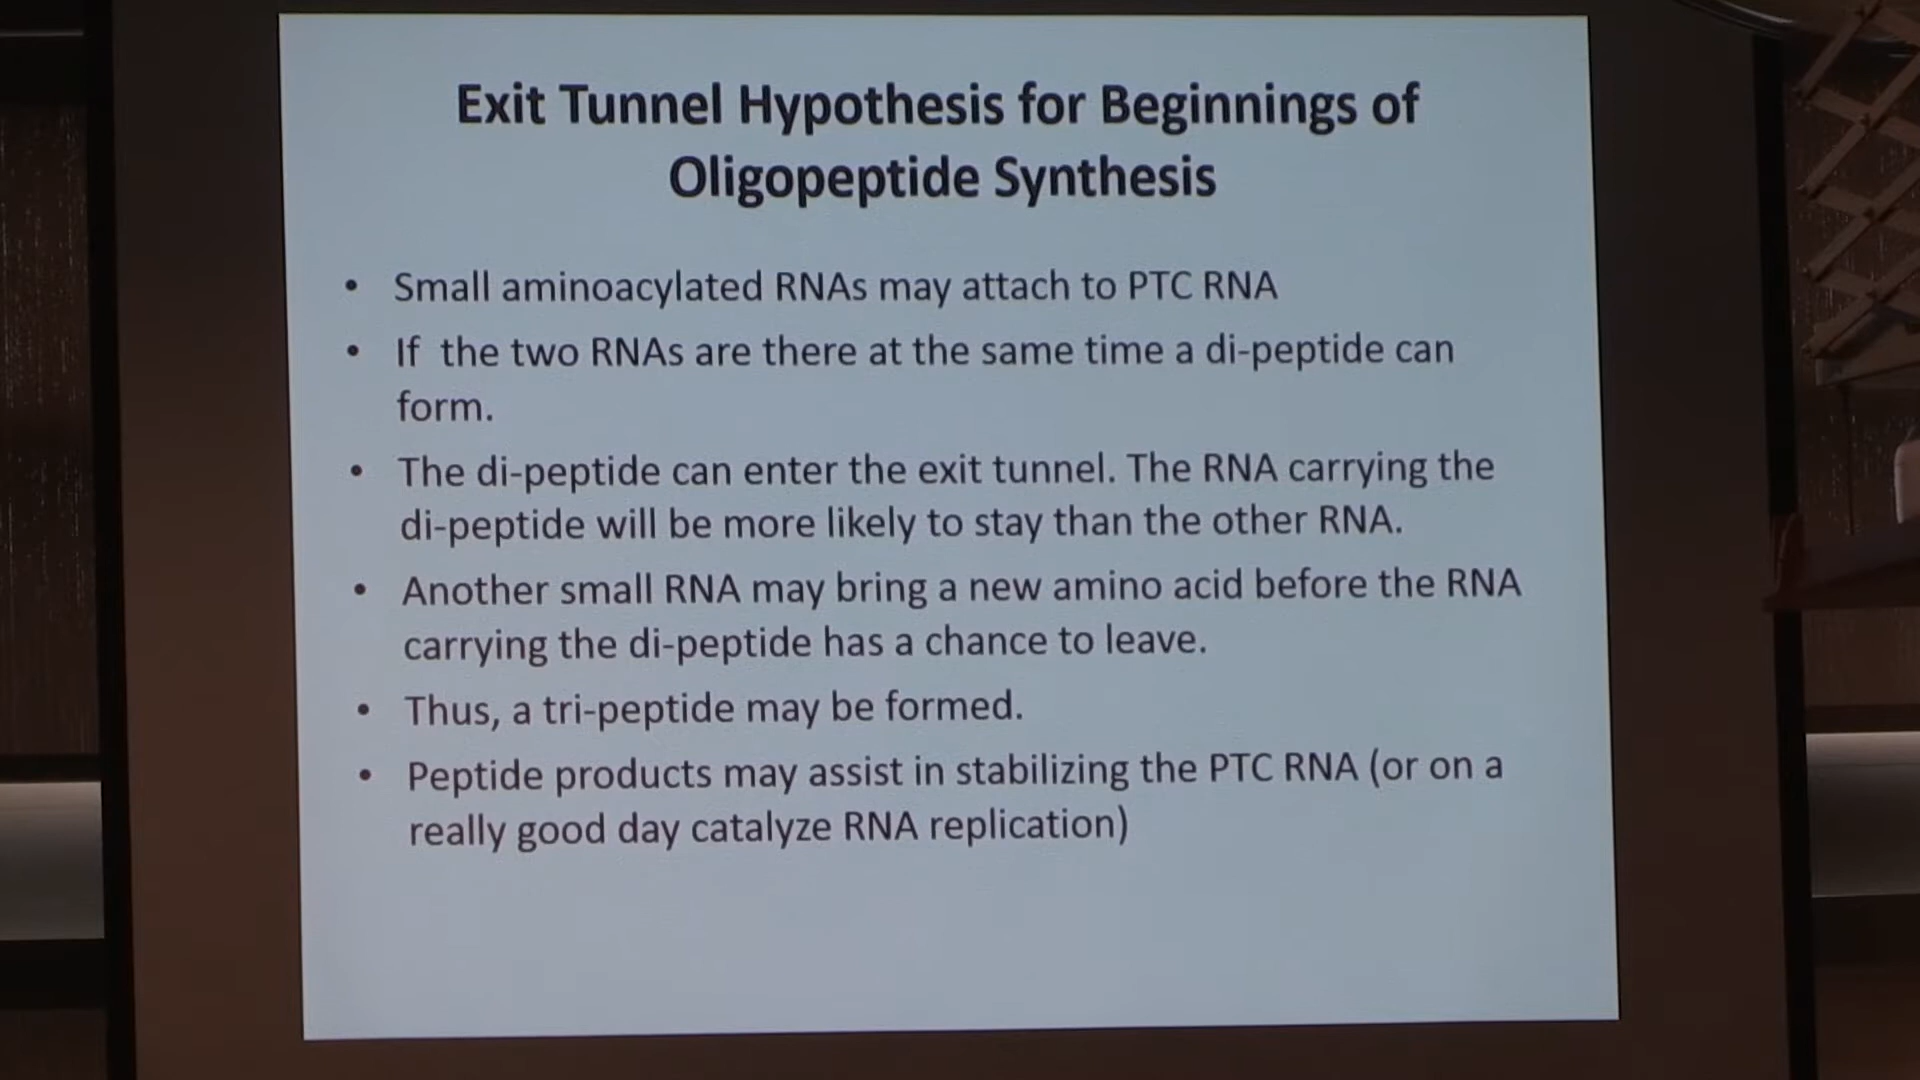 Exit Tunnel Hypothesis for Beginnings of
Oligopeptide Synthesis
• Small aminoacylated RNAs may attach to PTC RNA
• If the two RNAs are there at the same time a di-peptide can
form.
• The di-peptide can enter the exit tunnel. The RNA carrying the
di-peptide will be more likely to stay than the other RNA.
• Another small RNA may bring a new amino acid before the RNA
carrying the di-peptide has a chance to leave.
• Thus, a tri-peptide may be formed.
• Peptide products may assist in stabilizing the PTC RNA (or on a
really good day catalyze RNA replication)